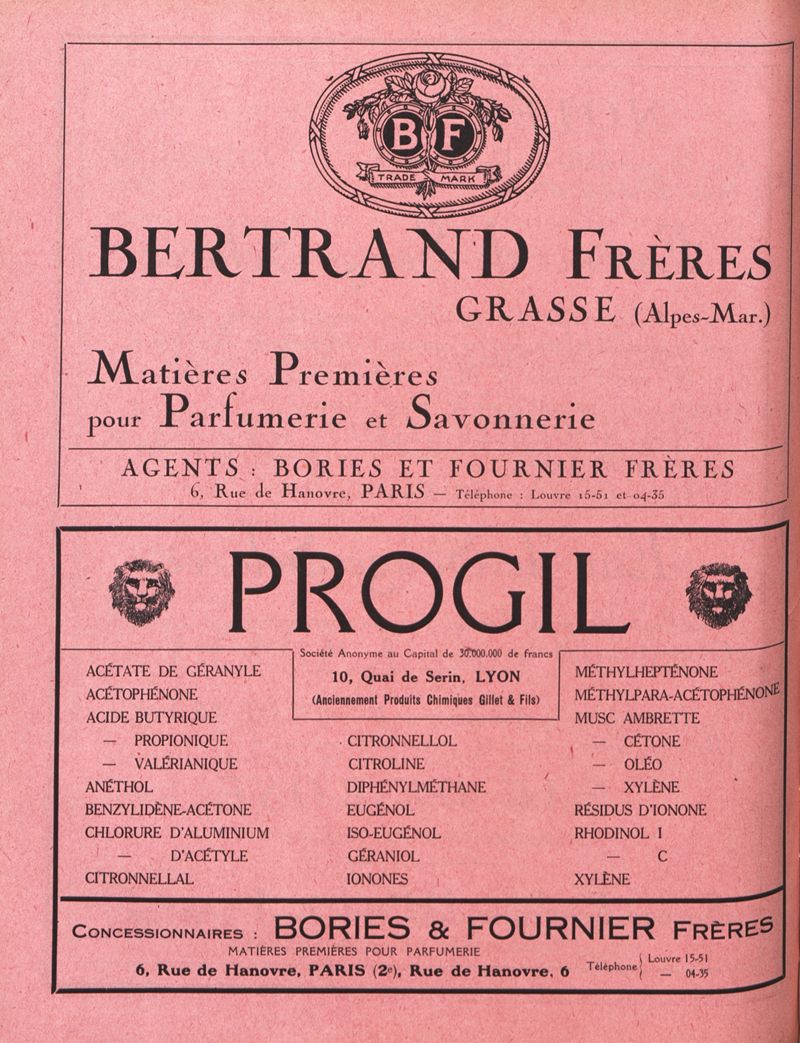 B F
TRADE MARK
BERTRAND FRÈRES
GRASSE (Alpes-Mar.)
Matières Premières
pour Parfumerie et Savonnerie
AGENTS : BORIES ET FOURNIER FRÈRES
6, Rue de Hanovre, PARIS — Téléphone : Louvre 15-51 et 04-35
PROGIL
Société Anonyme au Capital de 30.000.000 de francs
10, Quai de Serin, LYON
(Anciennement Produits Chimiques Gillet & Fils)
ACÉTATE DE GÉRANYLE
ACÉTOPHÉNONE
ACIDE BUTYRIQUE
— PROPIONIQUE
— VALÉRIANIQUE
ANÉTHOL
BENZYLIDÈNE-ACÉTONE
CHLORURE D'ALUMINIUM
— D'ACÉTYLE
CITRONNELLAL
CITRONNELLOL
CITROLINE
DIPHÉNYLMÉTHANE
EUGÉNOL
ISO-EUGÉNOL
GÉRANIOL
IONONES
MÉTHYLHEPTÉNONE
MÉTHYLPARA-ACÉTOPHÉNONE
MUSC AMBRETTE
— CÉTONE
— OLÉO
— XYLÈNE
RÉSIDUS D'IONONE
RHODINOL I
— C
XYLÈNE
CONCESSIONNAIRES : BORIES & FOURNIER FRÈRES
MATIÈRES PREMIÈRES POUR PARFUMERIE
6, Rue de Hanovre, PARIS (2e), Rue de Hanovre, 6 Téléphone { Louvre 15-51
— 04-35